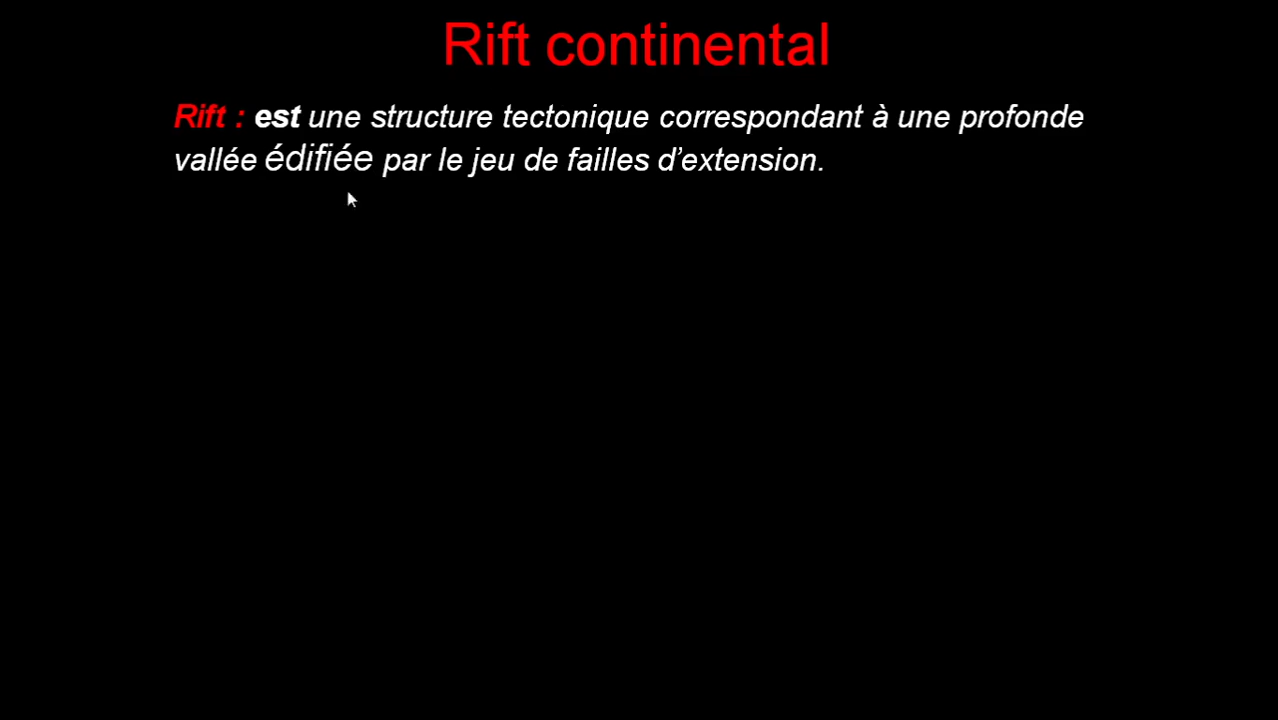 Rift continental
Rift : est une structure tectonique correspondant à une profonde
vallée édifiée par le jeu de failles d’extension.